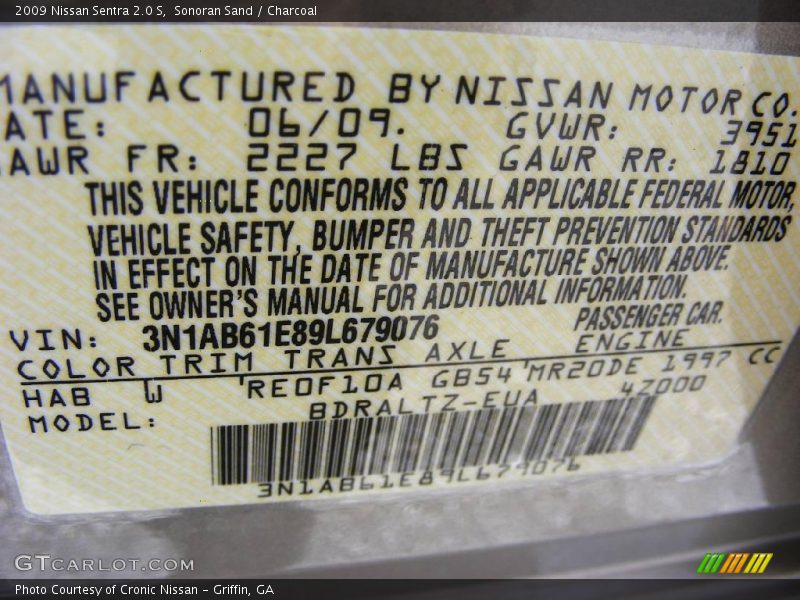 2009 Nissan Sentra 2.0 S, Sonoran Sand / Charcoal
MANUFACTURED BY NISSAN MOTOR CO.
ATE: 06/09. GVWR: 3951
AWR FR: 2227 LBS GAWR RR: 1810
THIS VEHICLE CONFORMS TO ALL APPLICABLE FEDERAL MOTOR,
VEHICLE SAFETY, BUMPER AND THEFT PREVENTION STANDARDS
IN EFFECT ON THE DATE OF MANUFACTURE SHOWN ABOVE.
SEE OWNER'S MANUAL FOR ADDITIONAL INFORMATION.
VIN: 3N1AB61E89L679076 PASSENGER CAR.
COLOR TRIM TRANS AXLE ENGINE
HAB W 'RE0F10A GB54 'MR20DE 1997 CC
MODEL: BDRALTZ-EUA 4Z000
3N1AB61E89L679076
GTCARLOT.COM
Photo Courtesy of Cronic Nissan - Griffin, GA